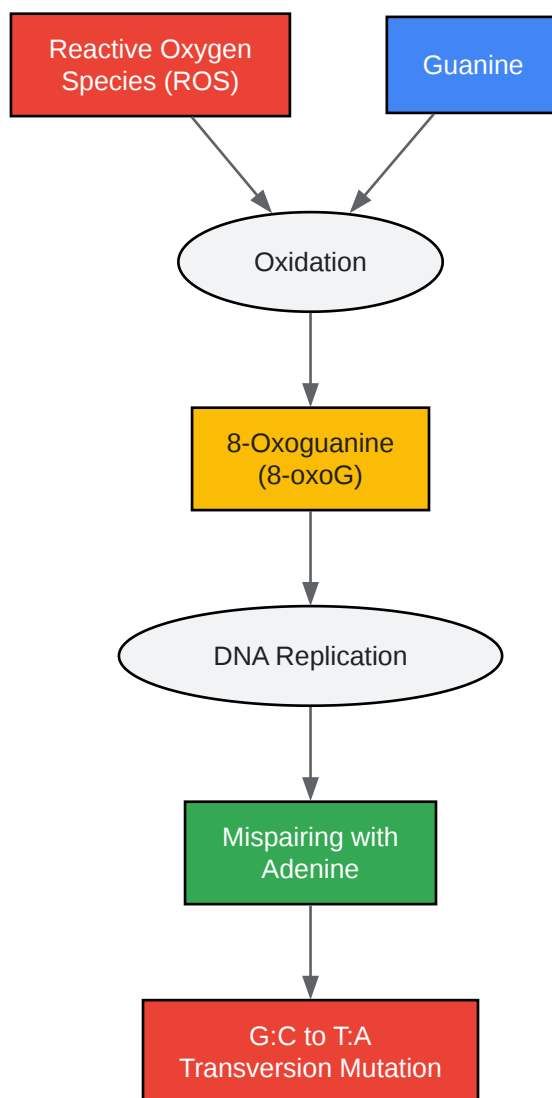 Reactive Oxygen
Species (ROS)
Guanine
Oxidation
8-Oxoguanine
(8-oxoG)
DNA Replication
Mispairing with
Adenine
G:C to T:A
Transversion Mutation